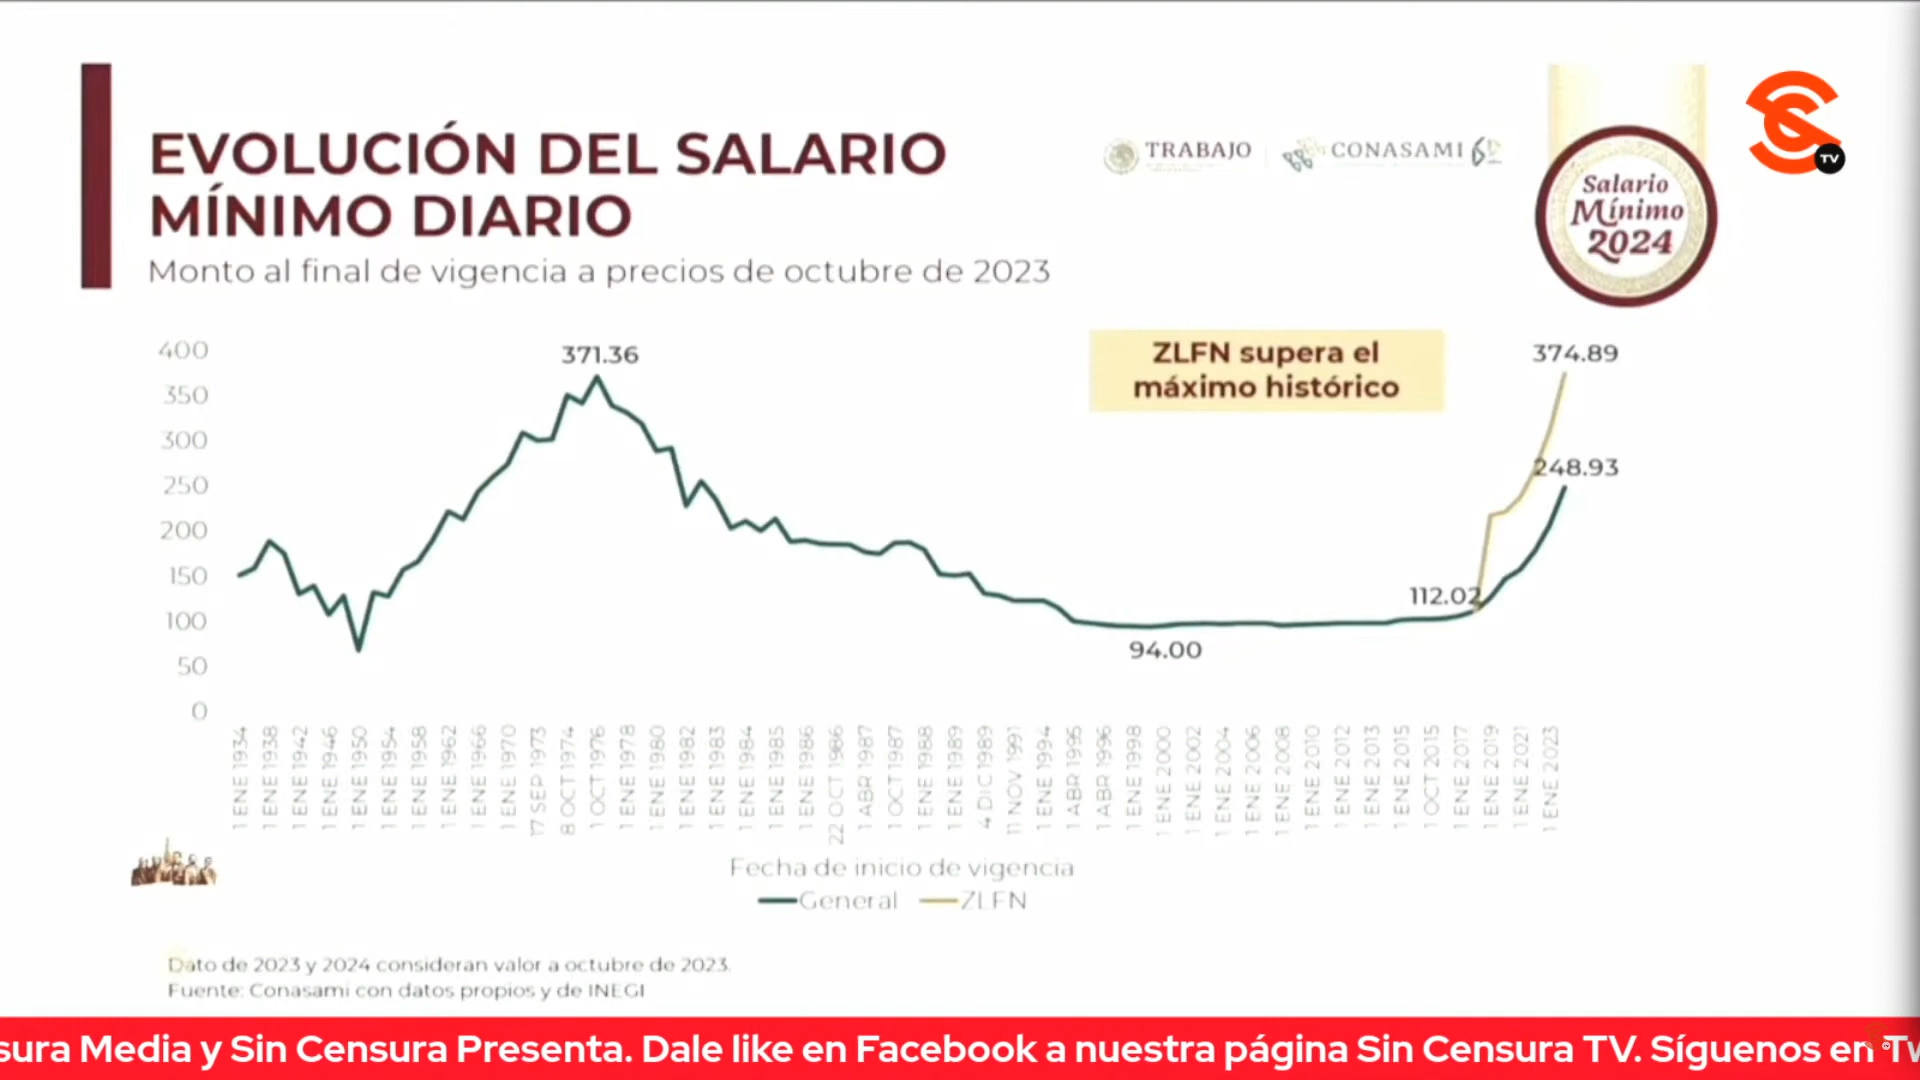 EVOLUCIÓN DEL SALARIO
MÍNIMO DIARIO
Monto al final de vigencia a precios de octubre de 2023
TRABAJO
CONASAMI
Salario
Mínimo
2024
TV
400
350
300
250
200
150
100
50
0
371.36
ZLFN supera el
máximo histórico
374.89
248.93
112.02
94.00
1 ENE 1934
1 ENE 1938
1 ENE 1942
1 ENE 1946
1 ENE 1950
1 ENE 1954
1 ENE 1958
1 ENE 1962
1 ENE 1966
1 ENE 1970
17 SEP 1973
8 OCT 1974
1 OCT 1976
1 ENE 1978
1 ENE 1980
1 ENE 1982
1 ENE 1983
1 ENE 1984
1 ENE 1985
1 ENE 1986
22 OCT 1986
1 ABR 1987
1 OCT 1987
1 ENE 1988
1 ENE 1989
4 DIC 1989
11 NOV 1991
1 ENE 1994
1 ABR 1995
1 ABR 1996
1 ENE 1998
1 ENE 2000
1 ENE 2002
1 ENE 2004
1 ENE 2006
1 ENE 2008
1 ENE 2010
1 ENE 2012
1 ENE 2013
1 ENE 2015
1 OCT 2015
1 ENE 2017
1 ENE 2019
1 ENE 2021
1 ENE 2023
Fecha de inicio de vigencia
General ZLFN
Dato de 2023 y 2024 consideran valor a octubre de 2023.
Fuente: Conasami con datos propios y de INEGI
sura Media y Sin Censura Presenta. Dale like en Facebook a nuestra página Sin Censura TV. Síguenos en Tw